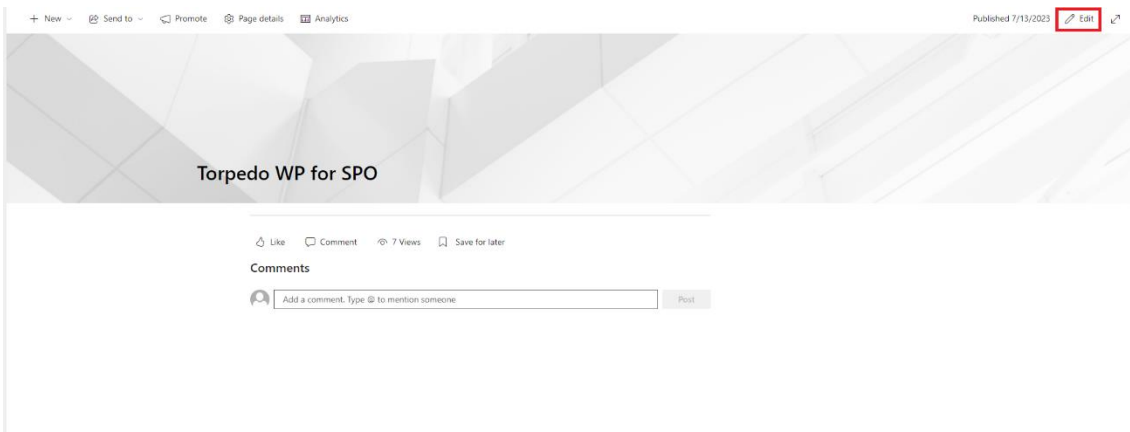 New Send to Promote Page details Analytics Published 7/13/2023 Edit
Torpedo WP for SPO
Like Comment 7 Views Save for later
Comments
Add a comment. Type @ to mention someone Post